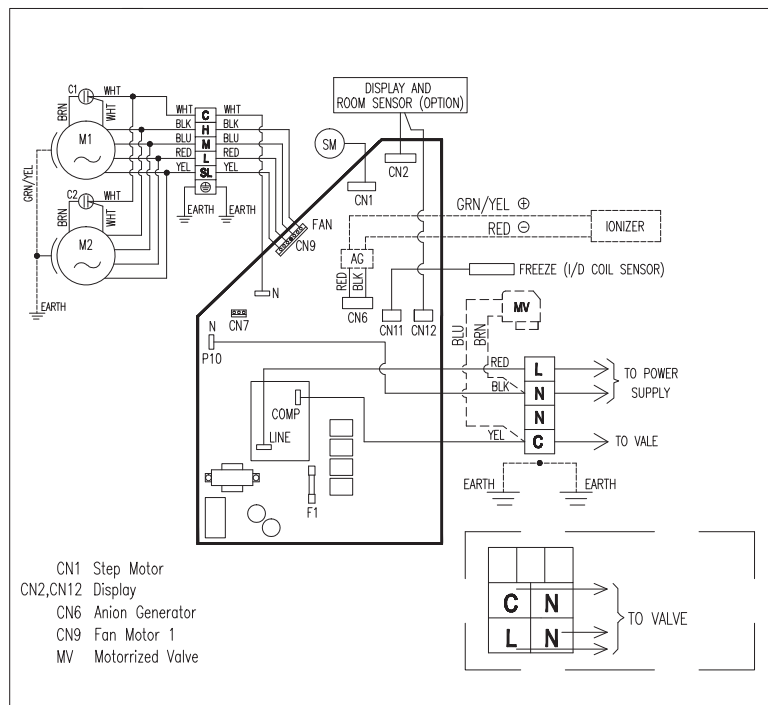 C1
WHT
BRN
WHT
M1
GRN/YEL
C2
WHT
BRN
WHT
M2
EARTH
WHT C WHT
BLK H BLK
BLU M BLU
RED L RED
YEL SL YEL
EARTH EARTH
DISPLAY AND
ROOM SENSOR (OPTION)
SM
CN1
CN2
FAN
CN9
N
CN7
N
P10
GRN/YEL ⊕
RED ⊖
IONIZER
AG
RED
BLK
CN6
CN11
CN12
FREEZE (I/D COIL SENSOR)
MV
BLU
BRN
RED L
BLK N
N
YEL C
TO POWER
SUPPLY
TO VALE
EARTH EARTH
COMP
LINE
F1
CN1 Step Motor
CN2,CN12 Display
CN6 Anion Generator
CN9 Fan Motor 1
MV Motorrized Valve
C N
L N
TO VALVE